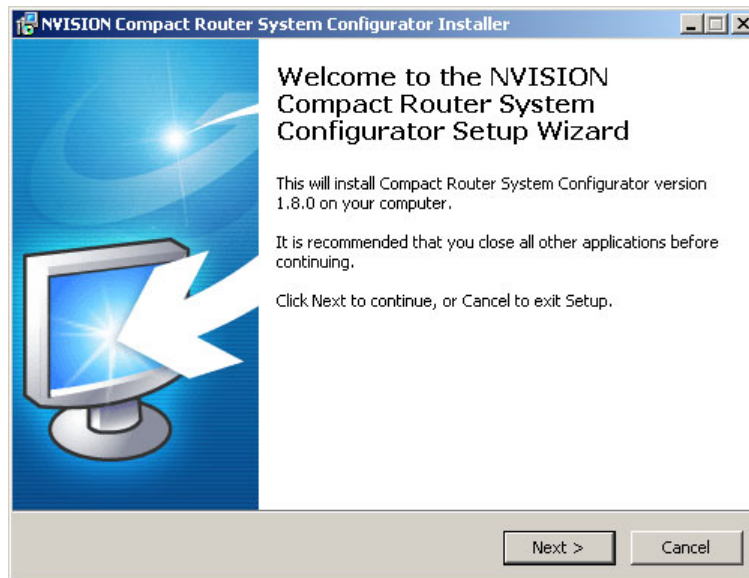 NVISION Compact Router System Configurator Installer
Welcome to the NVISION
Compact Router System
Configurator Setup Wizard
This will install Compact Router System Configurator version
1.8.0 on your computer.
It is recommended that you close all other applications before
continuing.
Click Next to continue, or Cancel to exit Setup.
Next >
Cancel